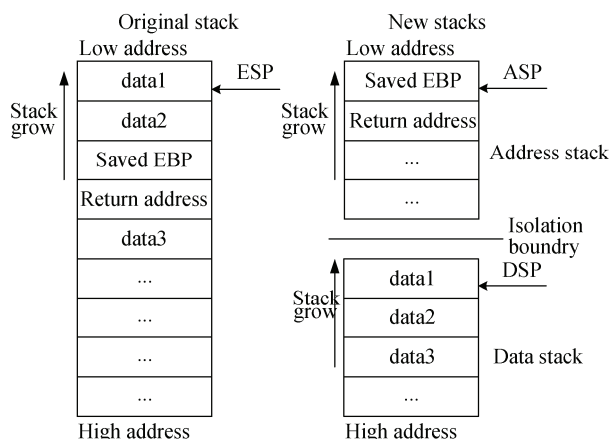 Original stack
Low address
data1
ESP
Stack
grow
data2
Saved EBP
Return address
data3
...
...
...
...
High address
New stacks
Low address
Saved EBP
ASP
Stack
grow
Return address
...
Address stack
...
Isolation
boundry
data1
DSP
Stack
grow
data2
data3
Data stack
...
High address